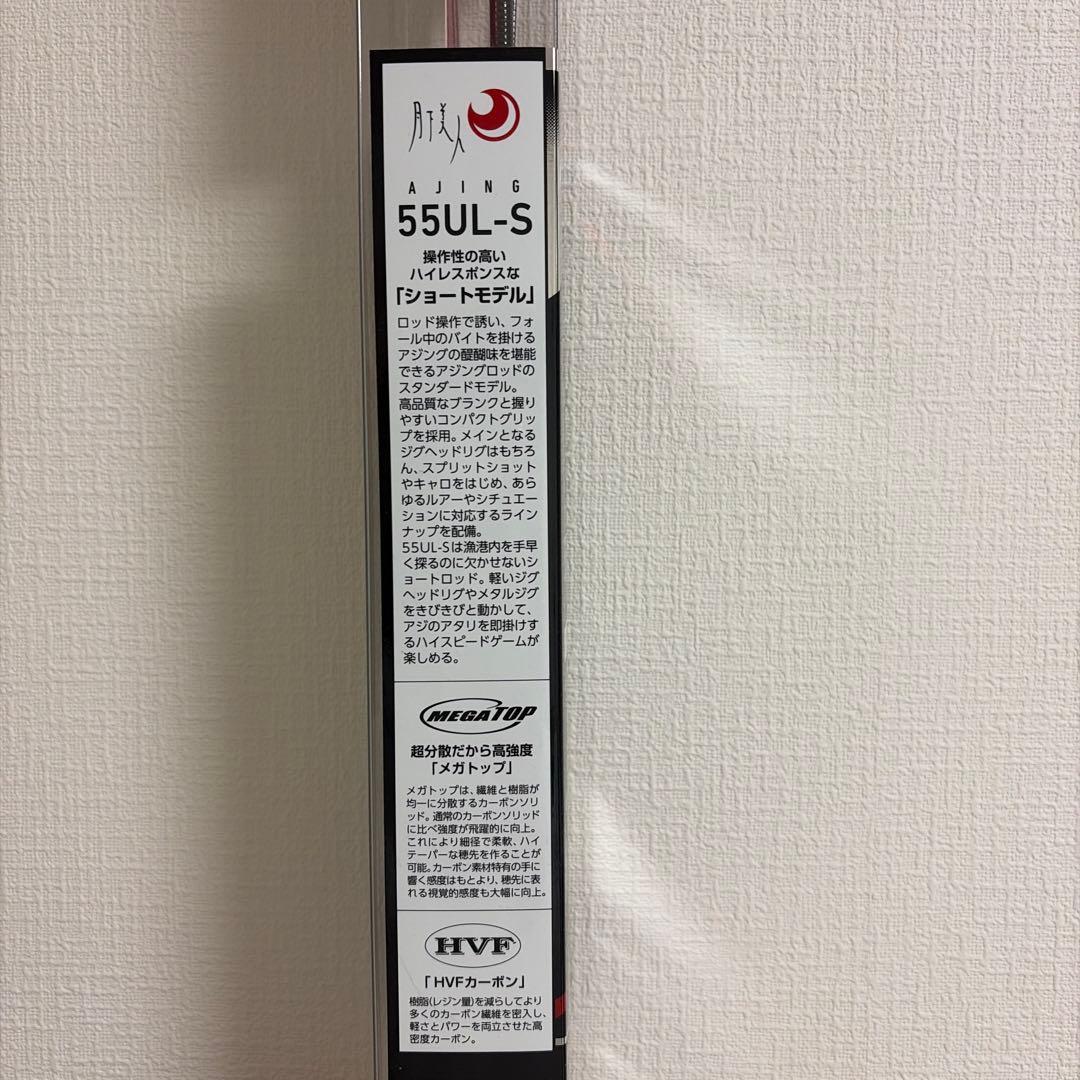 月下美人
AJING
55UL-S
操作性の高い
ハイレスポンスな
「ショートモデル」
ロッド操作で誘い、フォ
ール中のバイトを掛ける
アジングの醍醐味を堪能
できるアジングロッドの
スタンダードモデル。
高品質なブランクと握り
やすいコンパクトグリッ
プを採用。メインとなる
ジグヘッドリグはもちろ
ん、スプリットショット
やキャロをはじめ、あら
ゆるルアーやシチュエー
ションに対応するライン
ナップを配備。
55UL-Sは漁港内を手早
く探るのに欠かせないシ
ョートロッド。軽いジグ
ヘッドリグやメタルジグ
をきびきびと動かして、
アジのアタリを即掛けす
るハイスピードゲームが
楽しめる。
MEGATOP
超分散だから高強度
「メガトップ」
メガトップは、繊維と樹脂が
均一に分散するカーボンソリ
ッド。通常のカーボンソリッド
に比べ強度が飛躍的に向上。
これにより細径で柔軟、ハイ
テーパーな穂先を作ることが
可能。カーボン素材特有の手に
響く感度はもとより、穂先に表
れる視覚的感度も大幅に向上。
HVF
「HVFカーボン」
樹脂(レジン量)を減らしてより
多くのカーボン繊維を密入し、
軽さとパワーを両立させた高
密度カーボン。